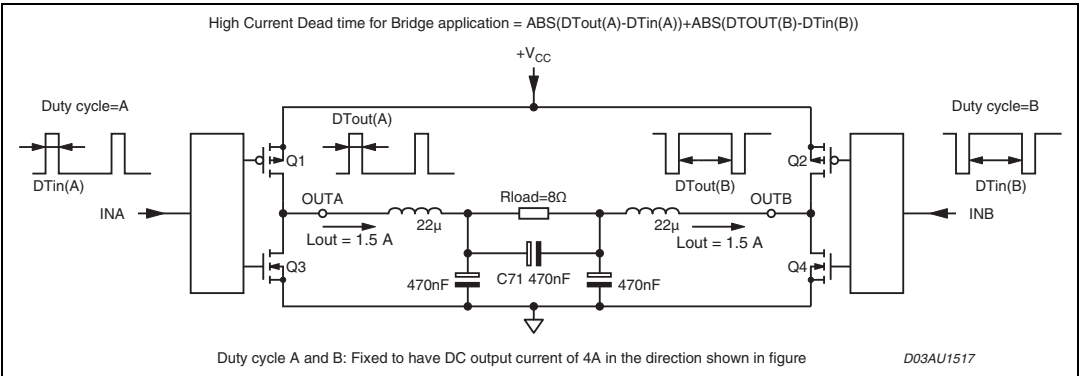 High Current Dead time for Bridge application = ABS(DTout(A)-DTin(A))+ABS(DTOUT(B)-DTin(B))
+VCC
Duty cycle=A
DTin(A)
INA
Q1
Q3
DTout(A)
OUTA
Lout = 1.5 A
22µ
470nF
Rload=8Ω
C71 470nF
470nF
22µ
DTout(B)
OUTB
Lout = 1.5 A
Q2
Q4
Duty cycle=B
DTin(B)
INB
Duty cycle A and B: Fixed to have DC output current of 4A in the direction shown in figure
D03AU1517